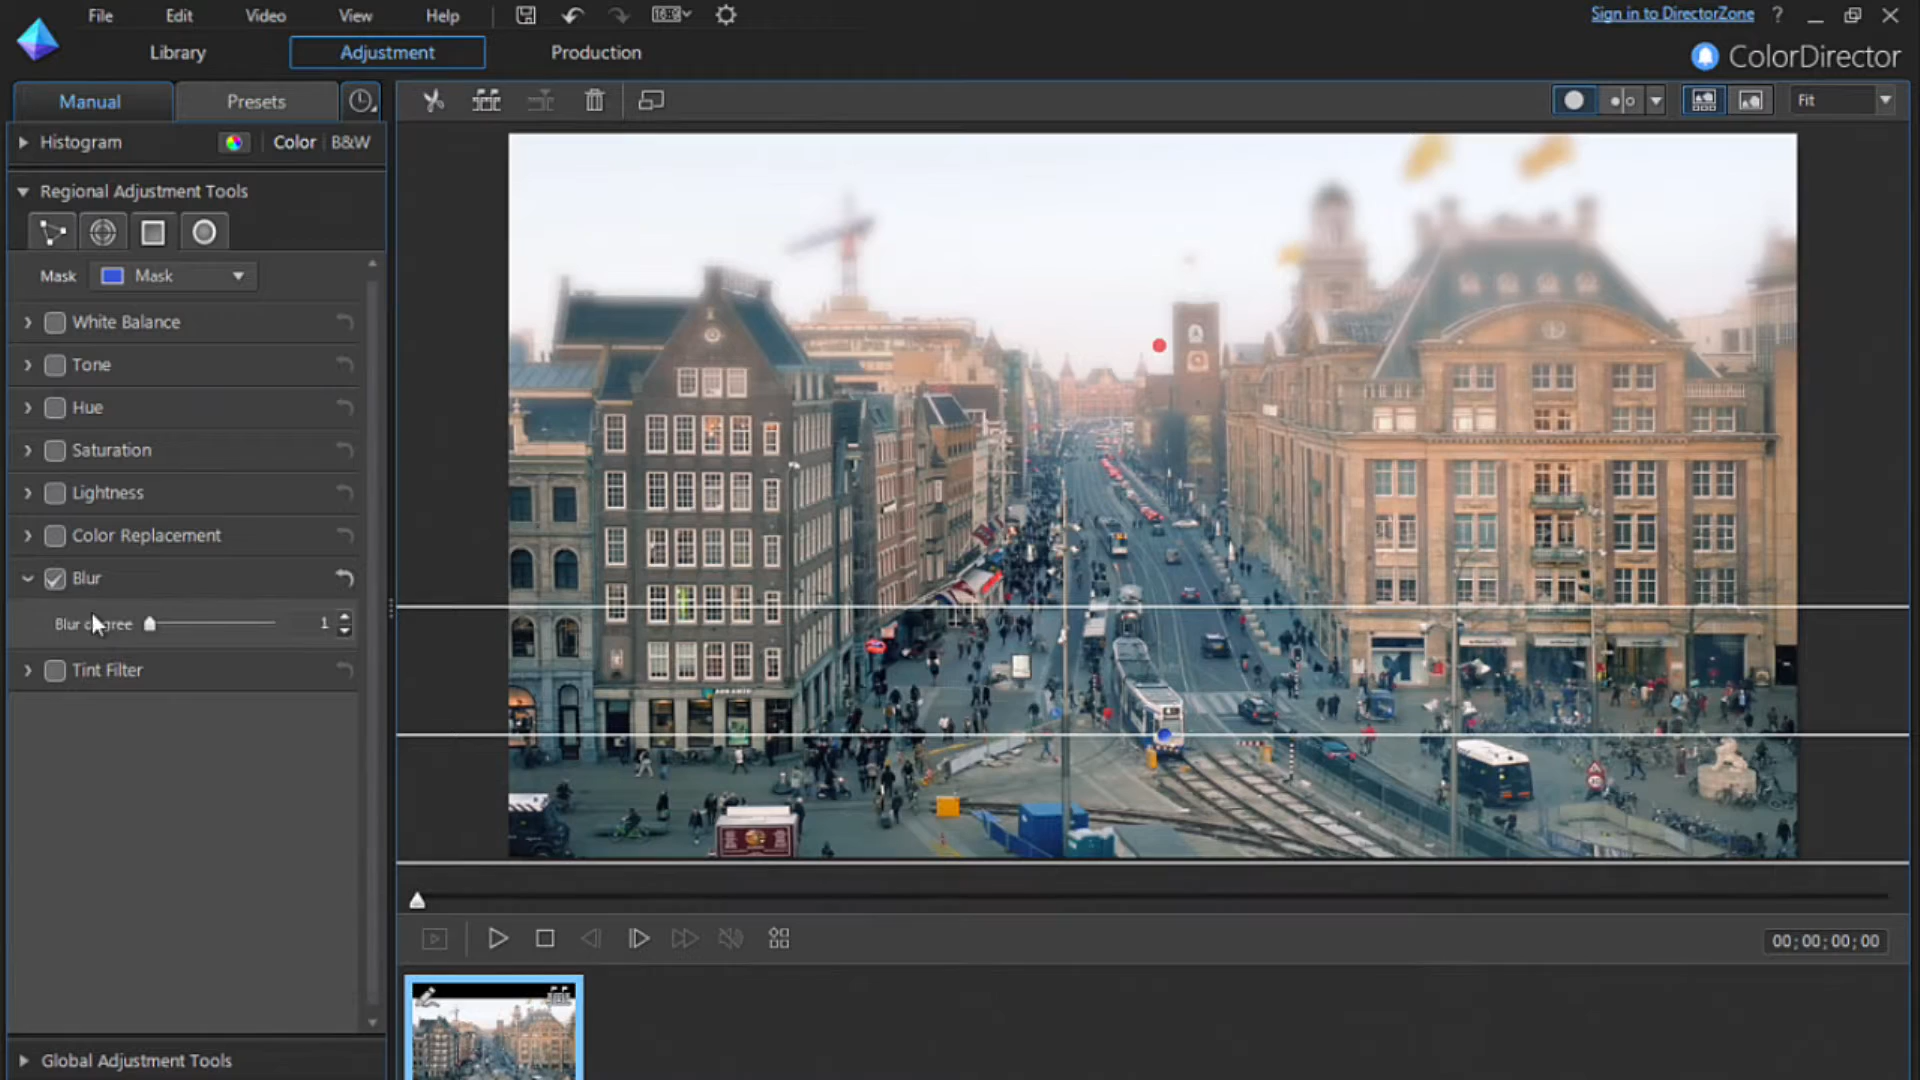 File Edit Video View Help 16:9 Sign in to DirectorZone ?
Library Adjustment Production ColorDirector
Manual Presets Fit
Histogram Color B&W
Regional Adjustment Tools
Mask Mask
White Balance
Tone
Hue
Saturation
Lightness
Color Replacement
Blur
Blur 1
Tint Filter
00;00;00;00
Global Adjustment Tools